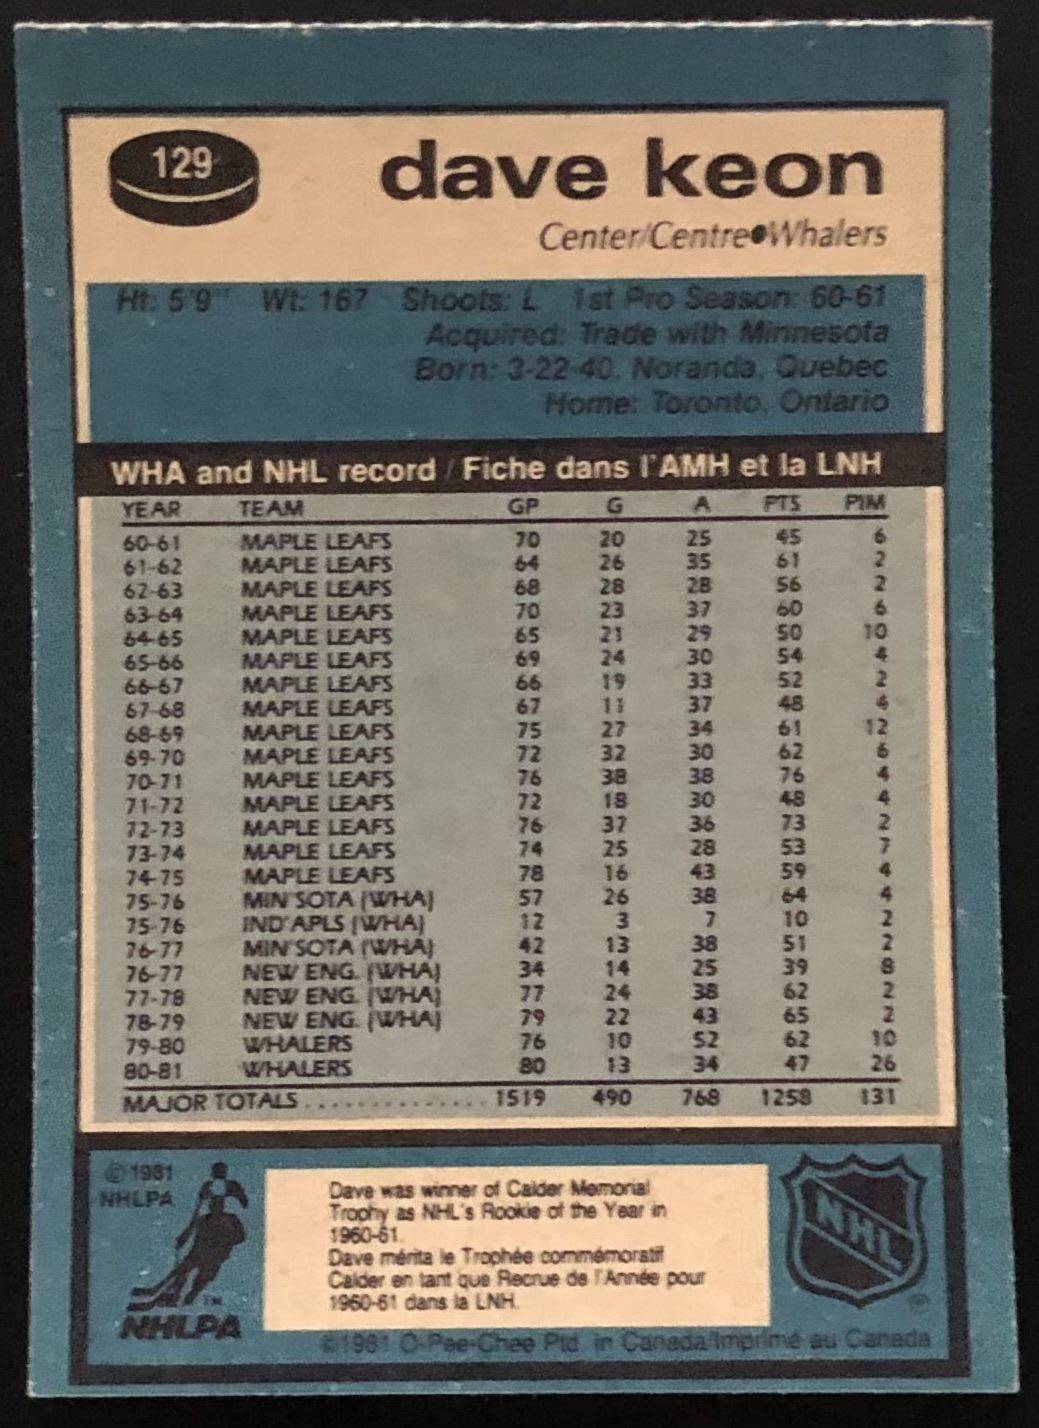 129
dave keon
Center/Centre●Whalers
Ht: 5'9" Wt: 167 Shoots: L 1st Pro Season: 60-61
Acquired: Trade with Minnesota
Born: 3-22-40, Noranda, Quebec
Home: Toronto, Ontario
WHA and NHL record / Fiche dans l'AMH et la LNH
YEAR TEAM GP G A PTS PIM
60-61 MAPLE LEAFS 70 20 25 45 6
61-62 MAPLE LEAFS 64 26 35 61 2
62-63 MAPLE LEAFS 68 28 28 56 2
63-64 MAPLE LEAFS 70 23 37 60 6
64-65 MAPLE LEAFS 65 21 29 50 10
65-66 MAPLE LEAFS 69 24 30 54 4
66-67 MAPLE LEAFS 66 19 33 52 2
67-68 MAPLE LEAFS 67 11 37 48 4
68-69 MAPLE LEAFS 75 27 34 61 12
69-70 MAPLE LEAFS 72 32 30 62 6
70-71 MAPLE LEAFS 76 38 38 76 4
71-72 MAPLE LEAFS 72 18 30 48 4
72-73 MAPLE LEAFS 76 37 36 73 2
73-74 MAPLE LEAFS 74 25 28 53 7
74-75 MAPLE LEAFS 78 16 43 59 4
75-76 MIN'SOTA (WHA) 57 26 38 64 4
75-76 IND'APLS (WHA) 12 3 7 10 2
76-77 MIN'SOTA (WHA) 42 13 38 51 2
76-77 NEW ENG. (WHA) 34 14 25 39 8
77-78 NEW ENG. (WHA) 77 24 38 62 2
78-79 NEW ENG. (WHA) 79 22 43 65 2
79-80 WHALERS 76 10 52 62 10
80-81 WHALERS 80 13 34 47 26
MAJOR TOTALS .............. 1519 490 768 1258 131
© 1981
NHLPA
TM
NHLPA
Dave was winner of Calder Memorial
Trophy as NHL's Rookie of the Year in
1960-61.
Dave mérita le Trophée commémoratif
Calder en tant que Recrue de l'Année pour
1960-61 dans la LNH.
NHL
©1981 O-Pee-Chee Ptd. in Canada/Imprimé au Canada